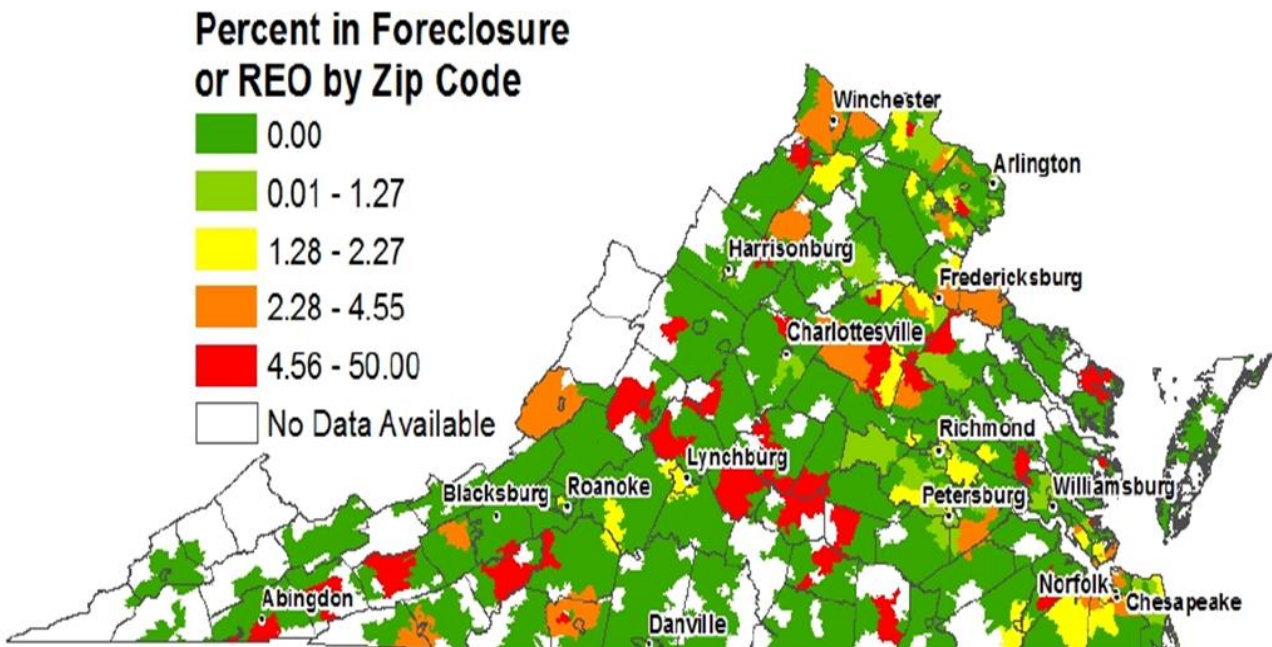 Percent in Foreclosure
or REO by Zip Code
0.00
0.01 - 1.27
1.28 - 2.27
2.28 - 4.55
4.56 - 50.00
No Data Available
Winchester
Arlington
Harrisonburg
Fredericksburg
Charlottesville
Richmond
Lynchburg
Blacksburg
Roanoke
Petersburg
Williamsburg
Abingdon
Norfolk
Chesapeake
Danville